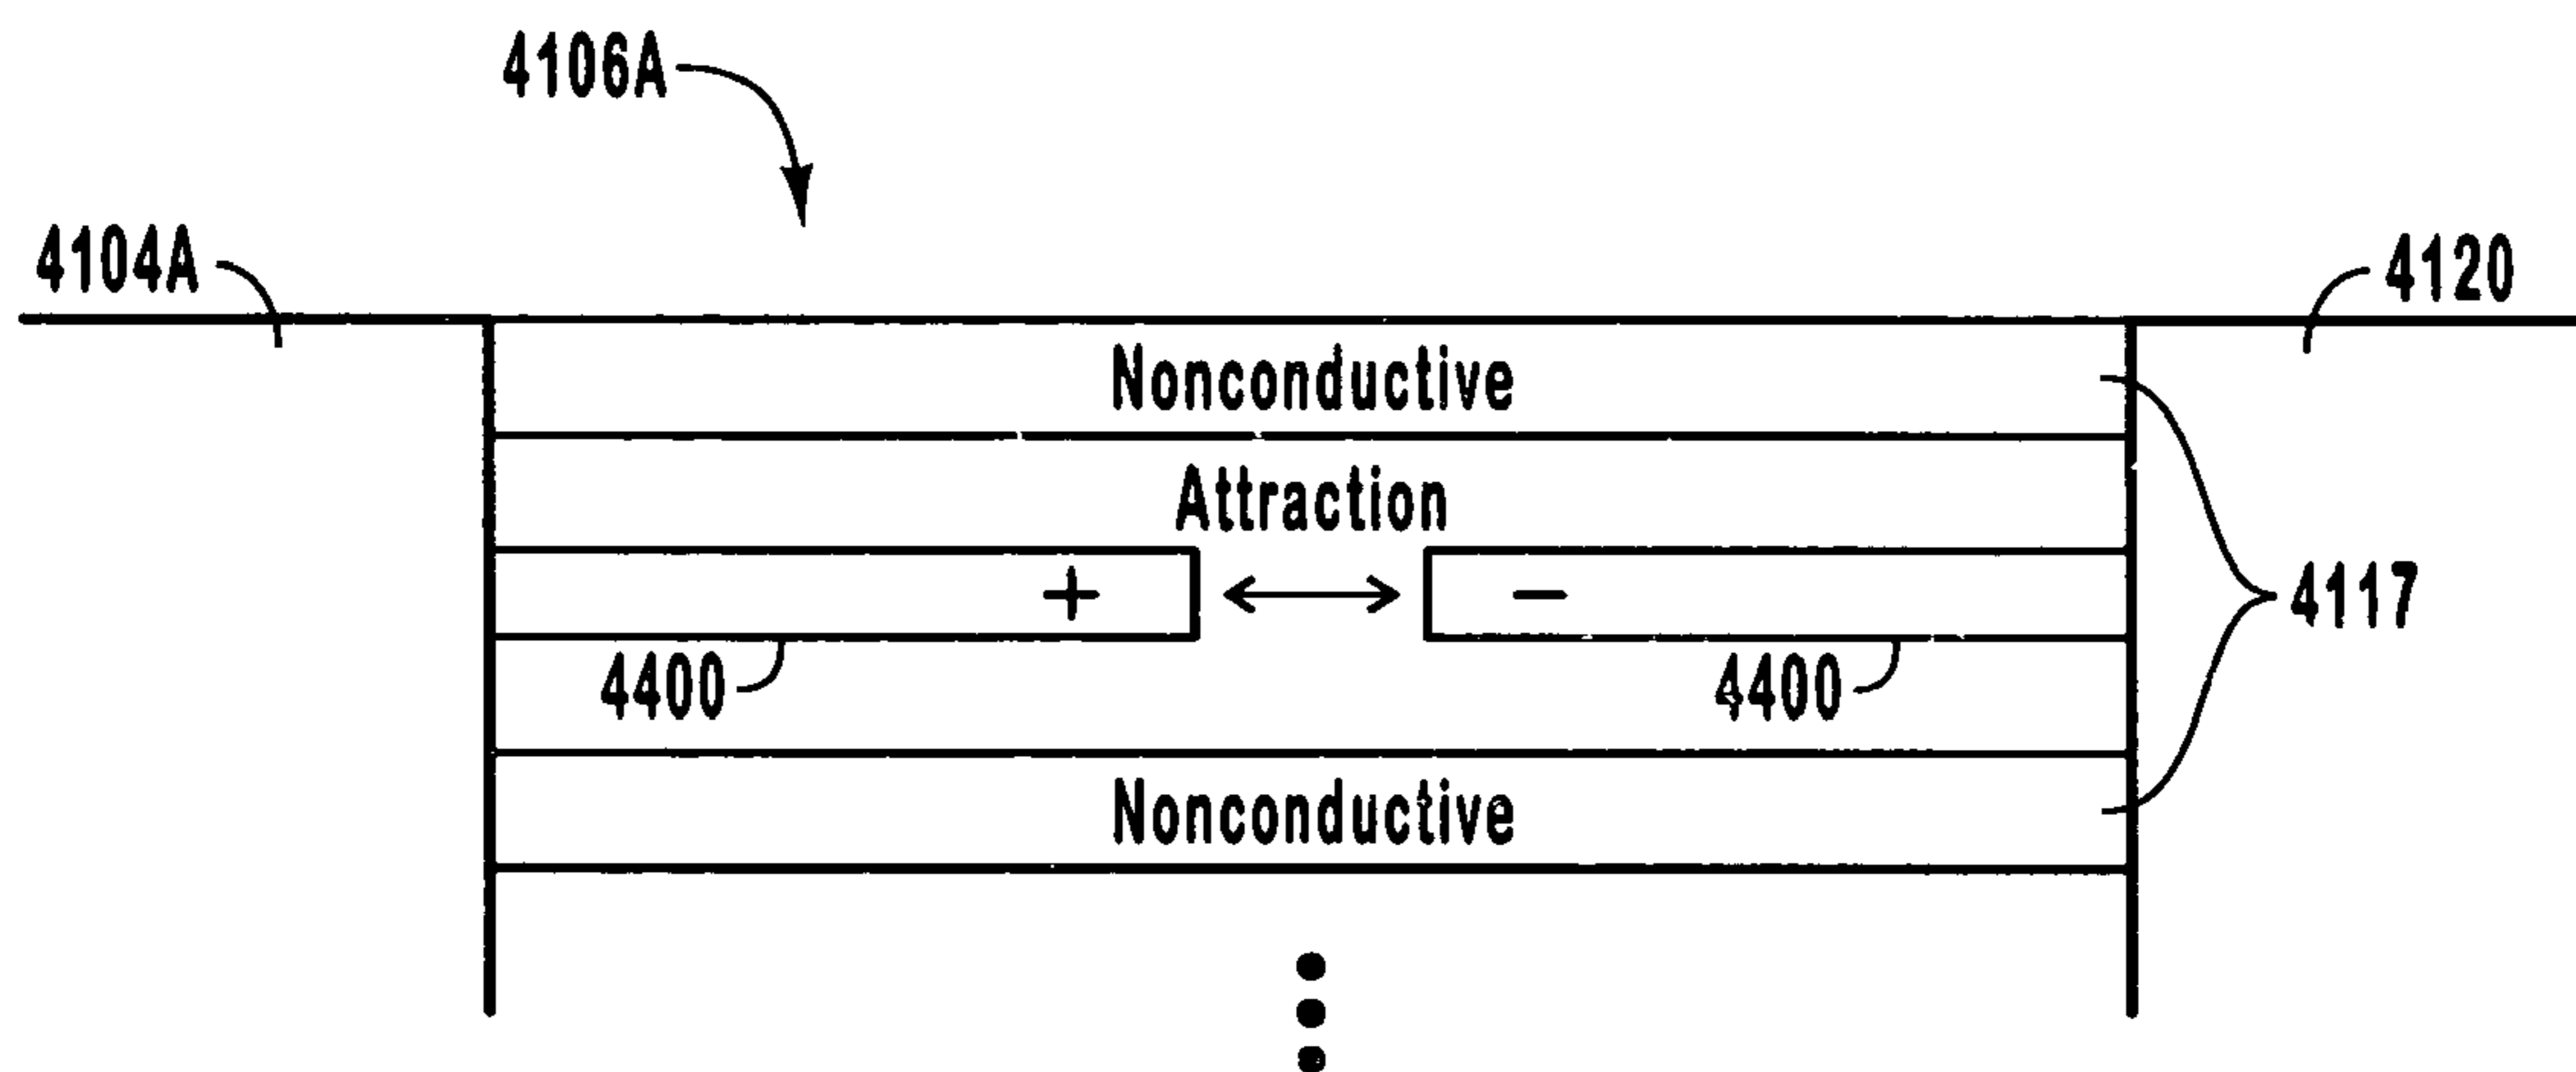 4106A
4104A
4120
Nonconductive
Attraction
+ −
4117
4400 4400
Nonconductive